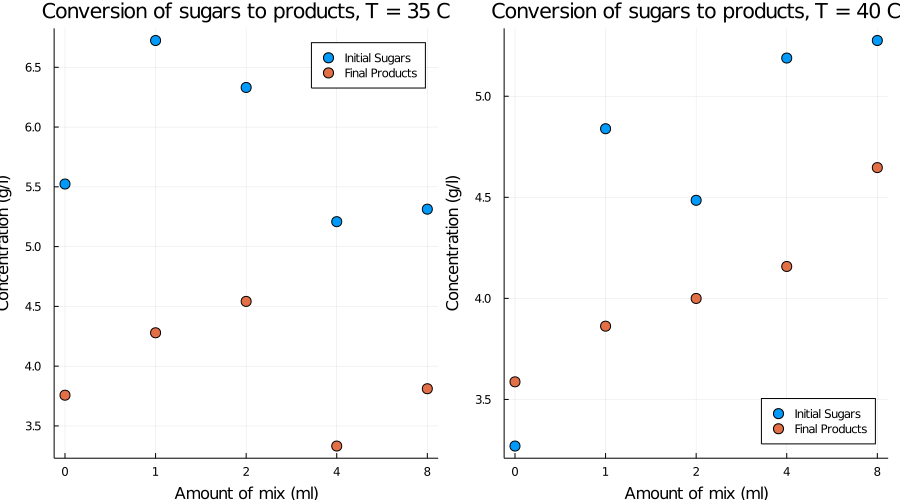 Conversion of sugars to products, T = 35 C
Concentration (g/l)
6.5
6.0
5.5
5.0
4.5
4.0
3.5
0 1 2 4 8
Amount of mix (ml)
Initial Sugars
Final Products
Conversion of sugars to products, T = 40 C
Concentration (g/l)
5.0
4.5
4.0
3.5
0 1 2 4 8
Amount of mix (ml)
Initial Sugars
Final Products